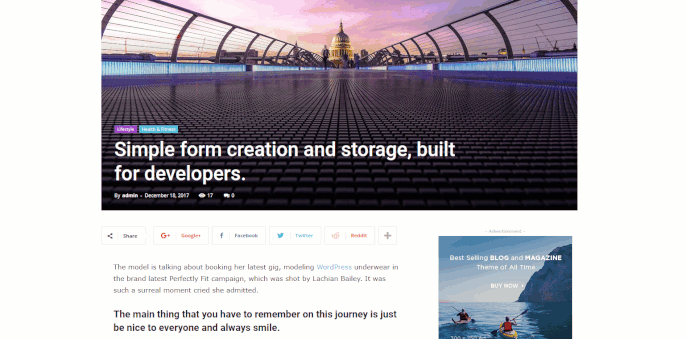 Lifestyle Health & Fitness
Simple form creation and storage, built
for developers.
By admin - December 18, 2017 17 0
Share Google+ Facebook Twitter Reddit
- Advertisement -
The model is talking about booking her latest gig, modeling WordPress underwear in
the brand latest Perfectly Fit campaign, which was shot by Lachian Bailey. It was
such a surreal moment cried she admitted.
The main thing that you have to remember on this journey is just
be nice to everyone and always smile.
Best Selling BLOG and MAGAZINE
Theme of All Time
BUY NOW >